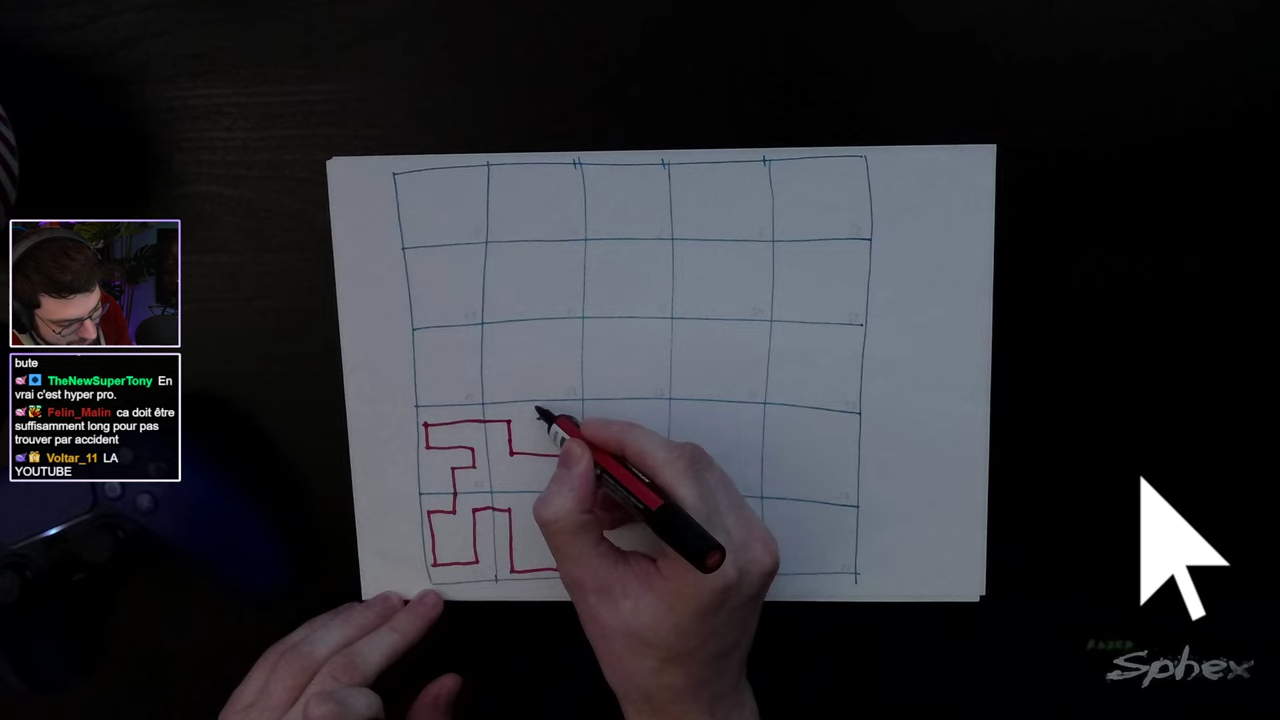 bute
TheNewSuperTony En
vrai c'est hyper pro.
Felin_Malin ca doit être
suffisamment long pour pas
trouver par accident
Voltar_11 LA
YOUTUBE
RAZER
Sphex